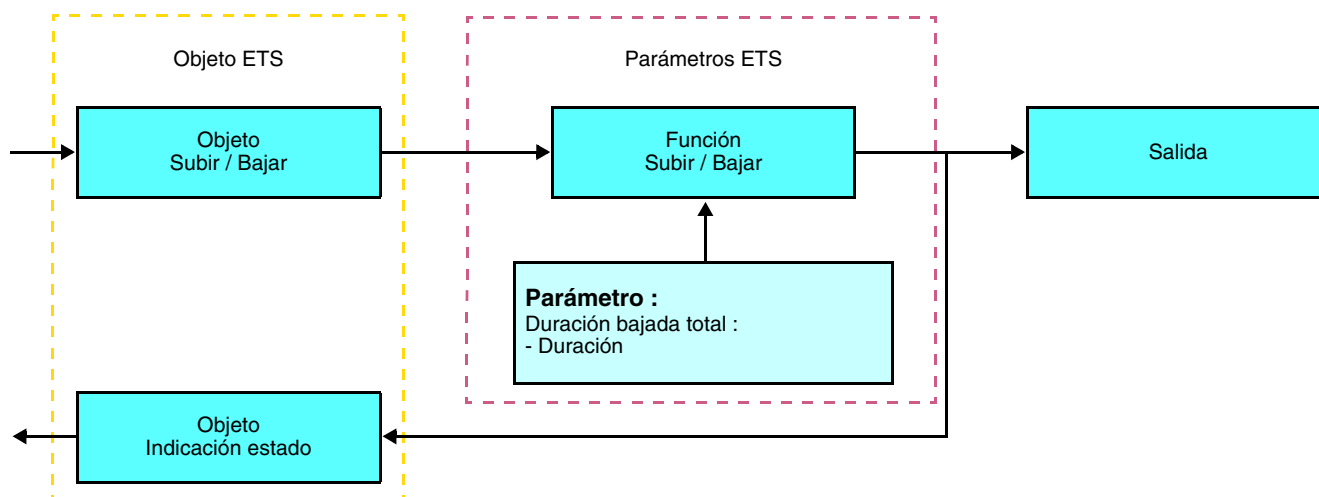 Objeto ETS
Parámetros ETS
Objeto
Subir / Bajar
Función
Subir / Bajar
Salida
Parámetro :
Duración bajada total :
- Duración
Objeto
Indicación estado